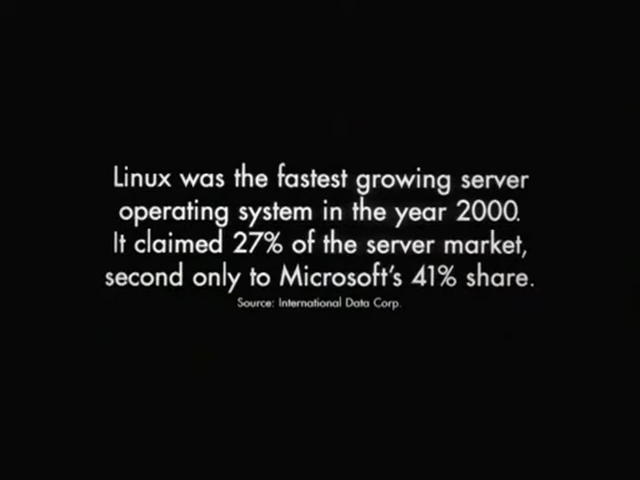 Linux was the fastest growing server
operating system in the year 2000.
It claimed 27% of the server market,
second only to Microsoft's 41% share.
Source: International Data Corp.